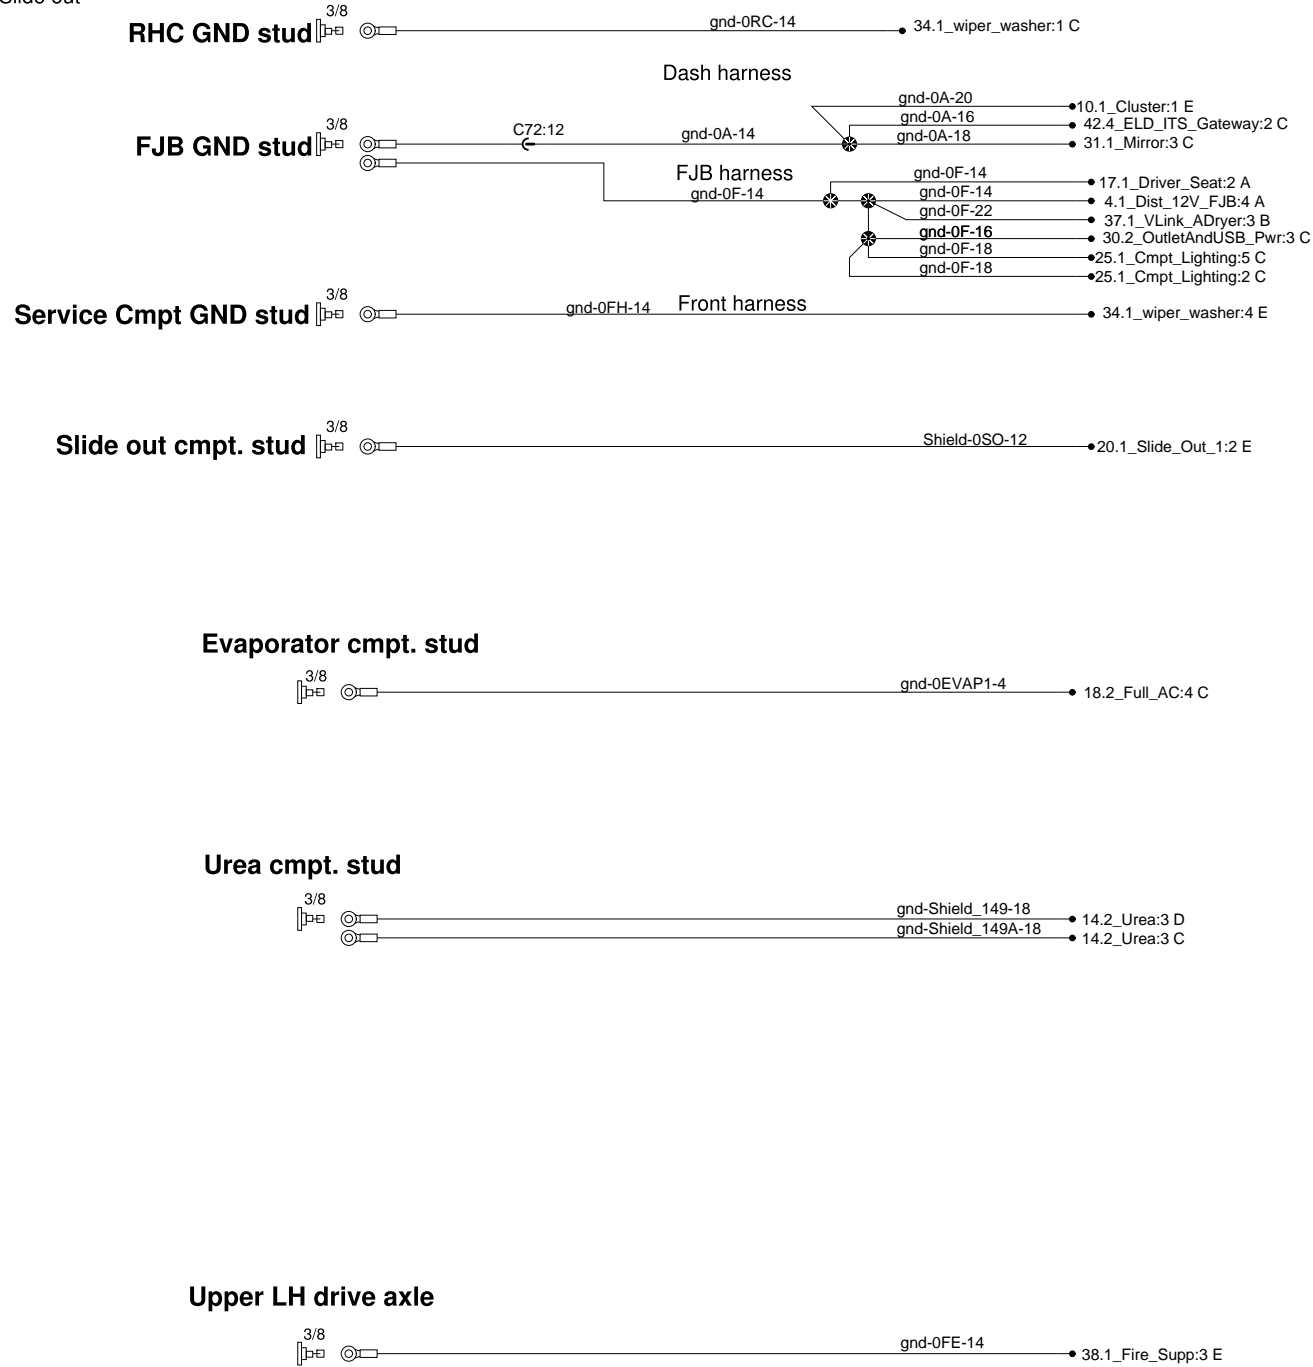 3/8
RHC GND stud
gnd-0RC-14
34.1_wiper_washer:1 C
Dash harness
gnd-0A-20
10.1_Cluster:1 E
gnd-0A-16
42.4_ELD_ITS_Gateway:2 C
3/8
FJB GND stud
C72:12
gnd-0A-14
gnd-0A-18
31.1_Mirror:3 C
FJB harness
gnd-0F-14
gnd-0F-14
17.1_Driver_Seat:2 A
gnd-0F-14
4.1_Dist_12V_FJB:4 A
gnd-0F-22
37.1_VLink_ADryer:3 B
gnd-0F-16
30.2_OutletAndUSB_Pwr:3 C
gnd-0F-18
25.1_Cmpt_Lighting:5 C
gnd-0F-18
25.1_Cmpt_Lighting:2 C
3/8
Service Cmpt GND stud
gnd-0FH-14
Front harness
34.1_wiper_washer:4 E
3/8
Slide out cmpt. stud
Shield-0SO-12
20.1_Slide_Out_1:2 E
Evaporator cmpt. stud
3/8
gnd-0EVAP1-4
18.2_Full_AC:4 C
Urea cmpt. stud
3/8
gnd-Shield_149-18
14.2_Urea:3 D
gnd-Shield_149A-18
14.2_Urea:3 C
Upper LH drive axle
3/8
gnd-0FE-14
38.1_Fire_Supp:3 E